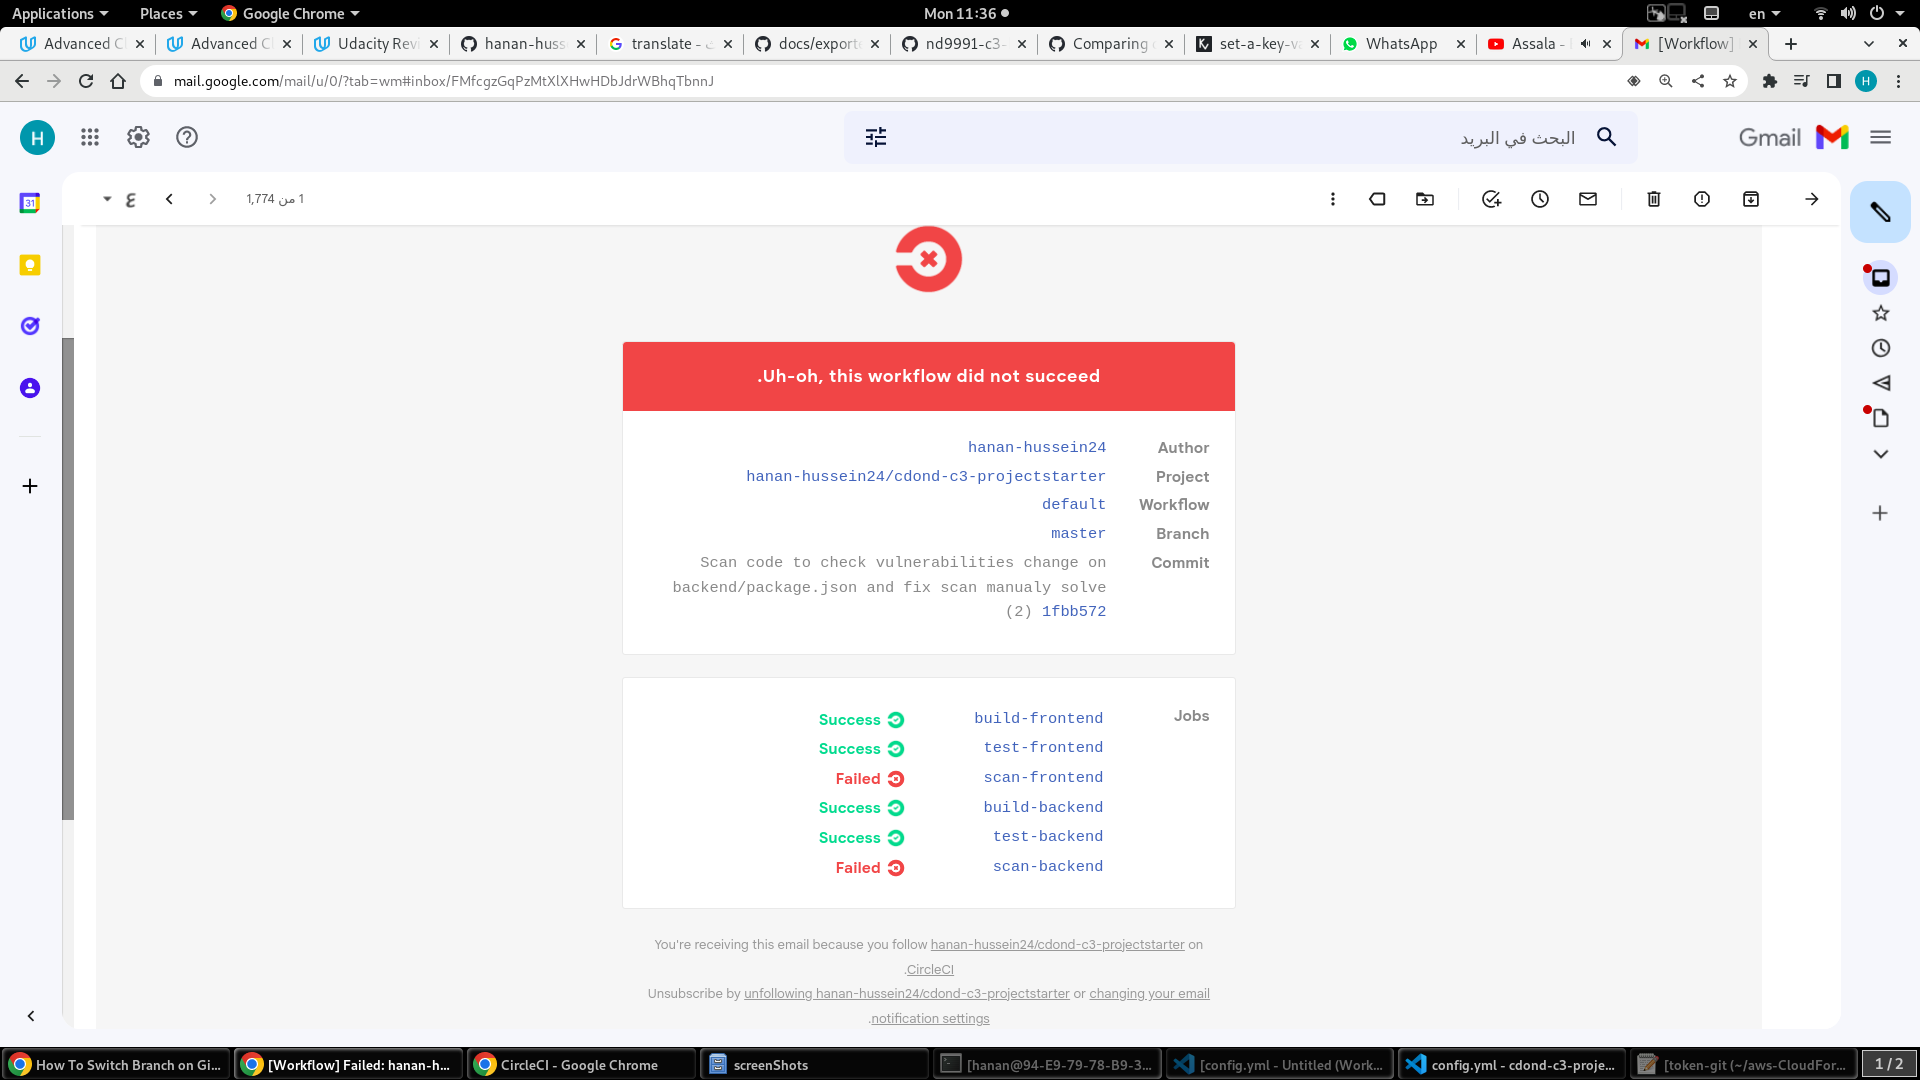 Applications
Places
Google Chrome
Mon 11:36
en
Advanced C
Advanced C
Udacity Revi
hanan-huss
translate -
docs/export
nd9991-c3-
Comparing
set-a-key-va
WhatsApp
Assala -
[Workflow]
mail.google.com/mail/u/0/?tab=wm#inbox/FMfcgzGqPzMtXlXHwHDbJdrWBhqTbnnJ
H
H
البحث في البريد
Gmail
31
ع
1 من 1,774
.Uh-oh, this workflow did not succeed
hanan-hussein24 Author
hanan-hussein24/cdond-c3-projectstarter Project
default Workflow
master Branch
Scan code to check vulnerabilities change on Commit
backend/package.json and fix scan manualy solve
(2) 1fbb572
Success build-frontend Jobs
Success test-frontend
Failed scan-frontend
Success build-backend
Success test-backend
Failed scan-backend
You're receiving this email because you follow hanan-hussein24/cdond-c3-projectstarter on
.CircleCI
Unsubscribe by unfollowing hanan-hussein24/cdond-c3-projectstarter or changing your email
.notification settings
How To Switch Branch on Gi...
[Workflow] Failed: hanan-h...
CircleCI - Google Chrome
screenShots
[hanan@94-E9-79-78-B9-3...
[config.yml - Untitled (Work...
config.yml - cdond-c3-proje...
[token-git (~/aws-CloudFor...
1 / 2